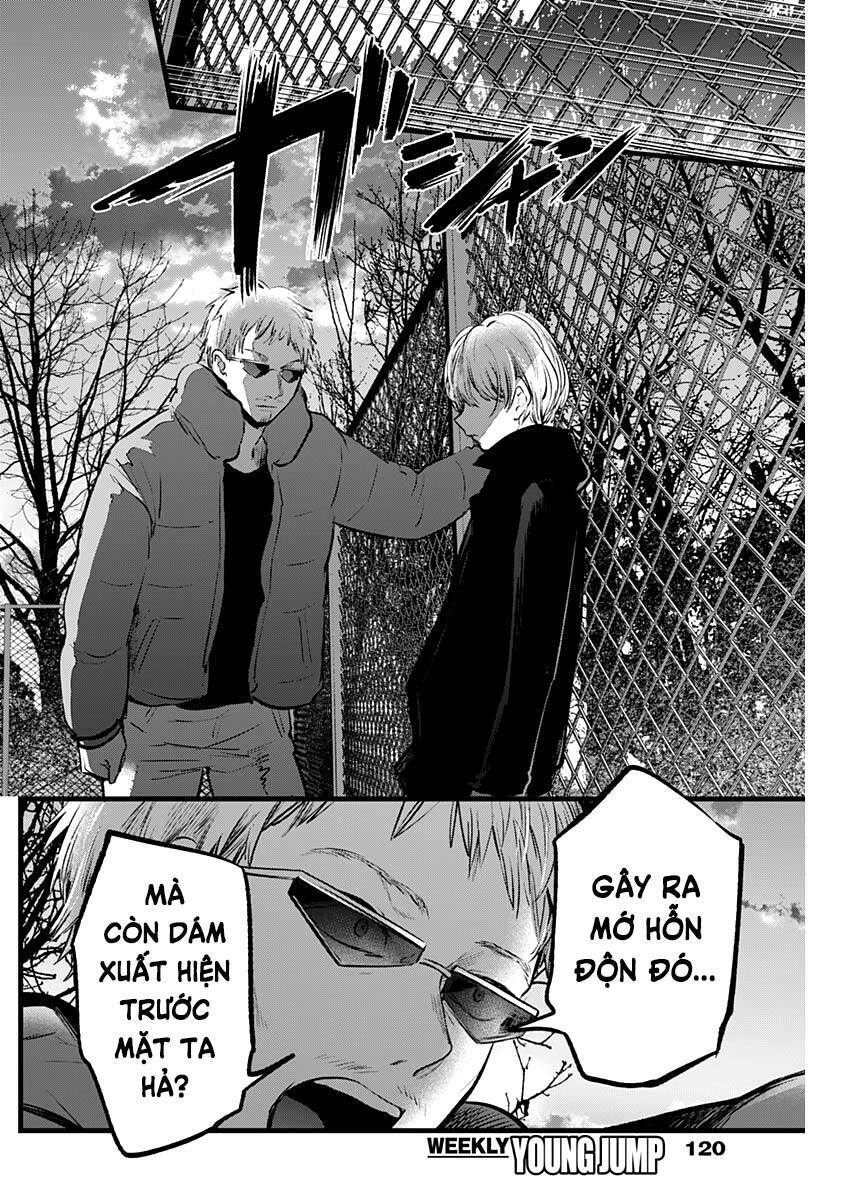 ガシャン
GÂY RA
MỚ HỖN
ĐỘN ĐÓ...
MÀ
CÒN DÁM
XUẤT HIỆN
TRƯỚC
MẶT TA
HẢ?
WEEKLY YOUNG JUMP 120